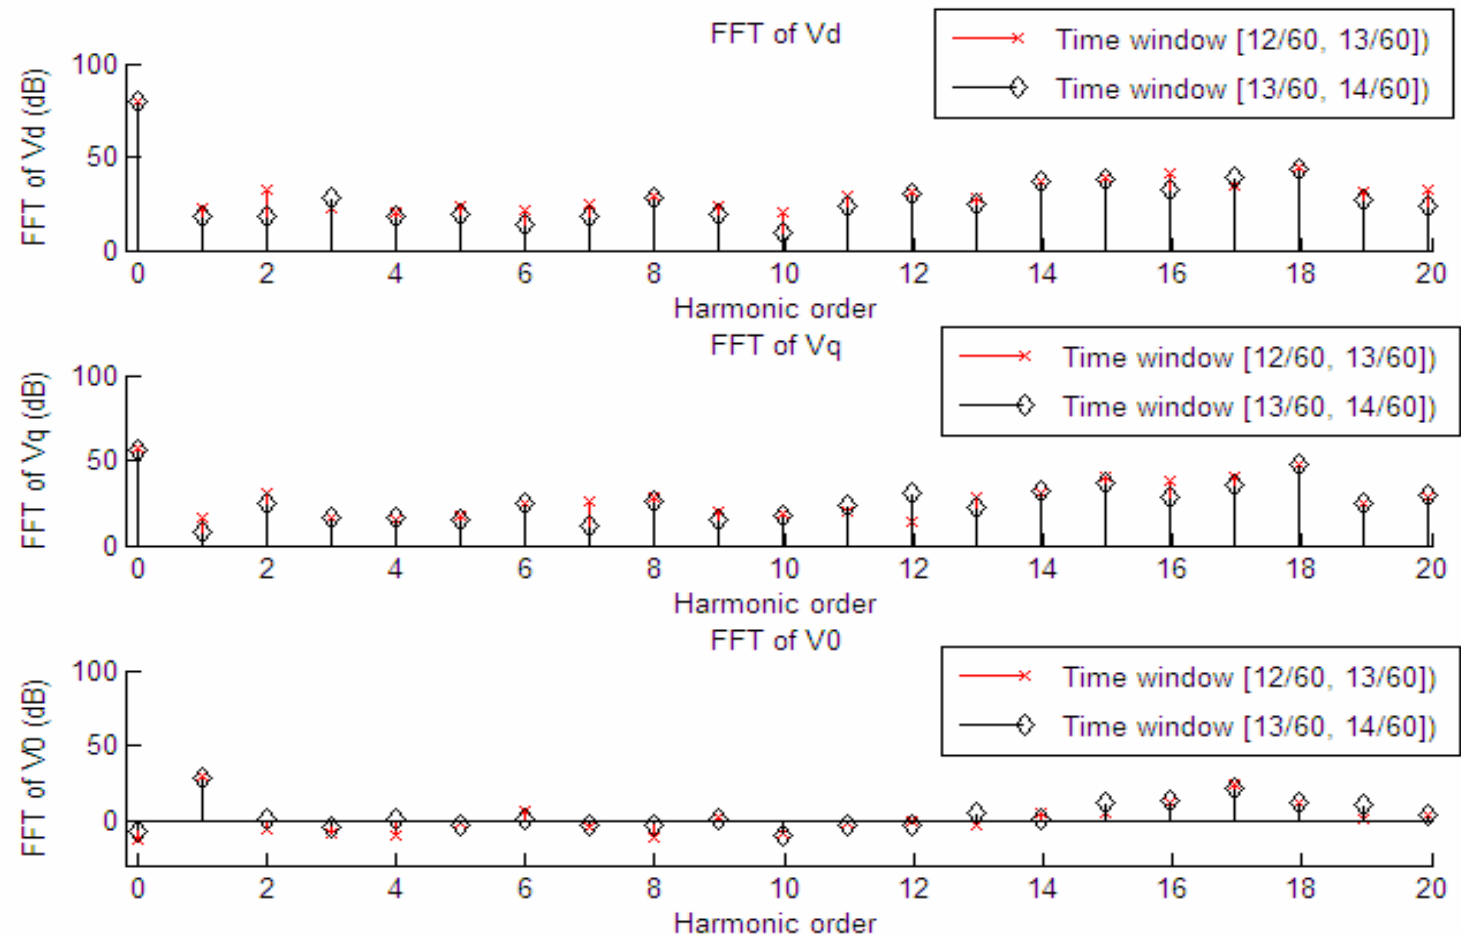 FFT of Vd
Time window [12/60, 13/60])
Time window [13/60, 14/60])
FFT of Vd (dB)
100
50
0
0 2 4 6 8 10 12 14 16 18 20
Harmonic order
FFT of Vq
Time window [12/60, 13/60])
Time window [13/60, 14/60])
FFT of Vq (dB)
100
50
0
0 2 4 6 8 10 12 14 16 18 20
Harmonic order
FFT of V0
Time window [12/60, 13/60])
Time window [13/60, 14/60])
FFT of V0 (dB)
100
50
0
0 2 4 6 8 10 12 14 16 18 20
Harmonic order